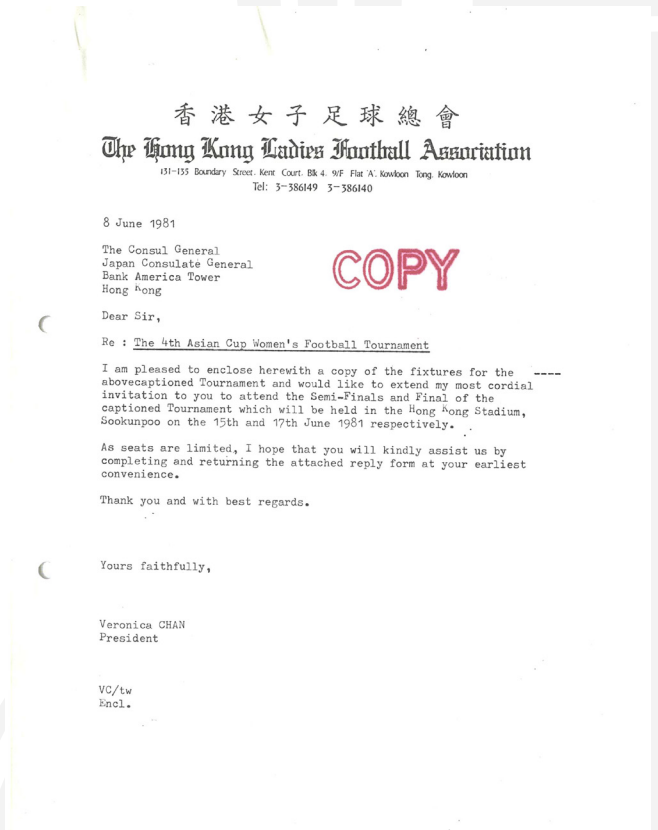 香港女子足球總會
The Hong Kong Ladies Football Association
131-135 Boundary Street. Kent Court. Blk 4. 9/F Flat 'A'. Kowloon Tong. Kowloon
Tel: 3-386149 3-386140
8 June 1981
The Consul General
Japan Consulate General
Bank America Tower
Hong Kong
COPY
Dear Sir,
Re : The 4th Asian Cup Women's Football Tournament
I am pleased to enclose herewith a copy of the fixtures for the ----
abovecaptioned Tournament and would like to extend my most cordial
invitation to you to attend the Semi-Finals and Final of the
captioned Tournament which will be held in the Hong Kong Stadium,
Sookunpoo on the 15th and 17th June 1981 respectively.
As seats are limited, I hope that you will kindly assist us by
completing and returning the attached reply form at your earliest
convenience.
Thank you and with best regards.
Yours faithfully,
Veronica CHAN
President
VC/tw
Encl.